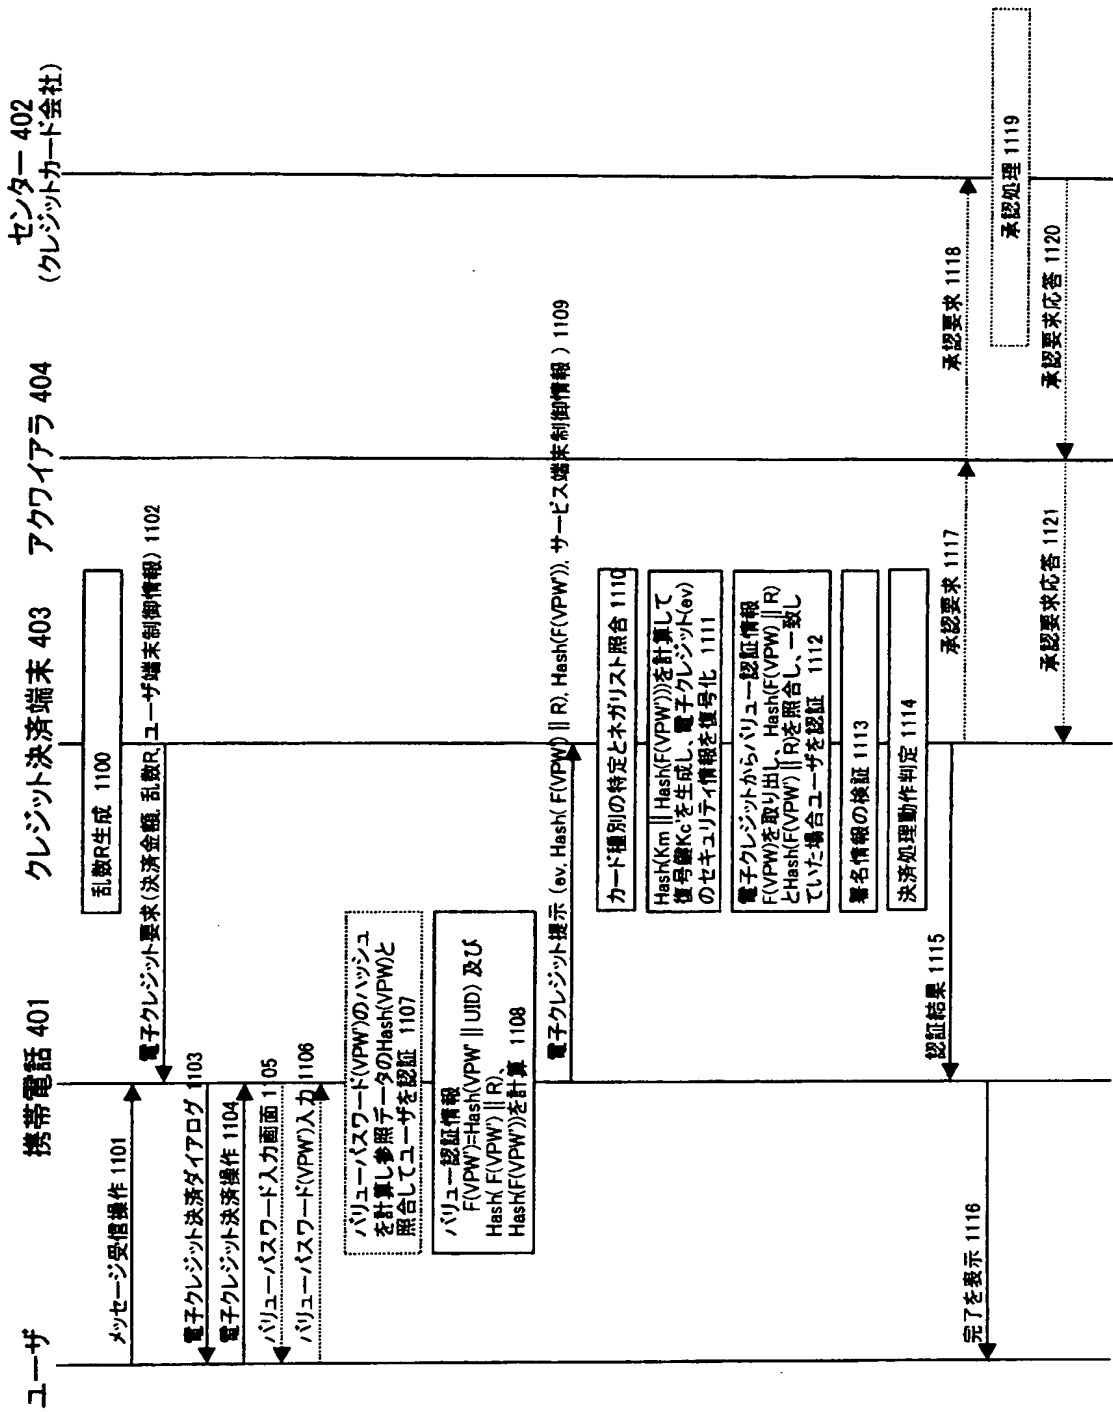 ユーザ
携帯電話 401
クレジット決済端末 403
アクワイアラ 404
センター 402
(クレジットカード会社)
乱数R生成 1100
メッセージ受信操作 1101
電子クレジット要求(決済金額, 乱数R, ユーザ端末制御情報) 1102
電子クレジット決済ダイアログ 1103
電子クレジット決済操作 1104
バリューパスワード入力画面 1105
バリューパスワード(VPW')入力 1106
バリューパスワード(VPW')のハッシュ
を計算し参照データのHash(VPW)と
照合してユーザを認証 1107
バリュー認証情報
F(VPW')=Hash(VPW' || UID) 及び
Hash( F(VPW') || R)、
Hash(F(VPW'))を計算 1108
電子クレジット提示 (ev, Hash( F(VPW') || R), Hash(F(VPW')), サービス端末制御情報 ) 1109
カード種別の特定とネガリスト照合 1110
Hash(Km || Hash(F(VPW')))を計算して
復号鍵Kc'を生成し、電子クレジット(ev)
のセキュリティ情報を復号化 1111
電子クレジットからバリュー認証情報
F(VPW)を取り出し、Hash(F(VPW) || R)
とHash(F(VPW') || R)を照合し、一致し
ていた場合ユーザを認証 1112
署名情報の検証 1113
決済処理動作判定 1114
認証結果 1115
完了を表示 1116
承認要求 1117
承認要求 1118
承認処理 1119
承認要求応答 1120
承認要求応答 1121